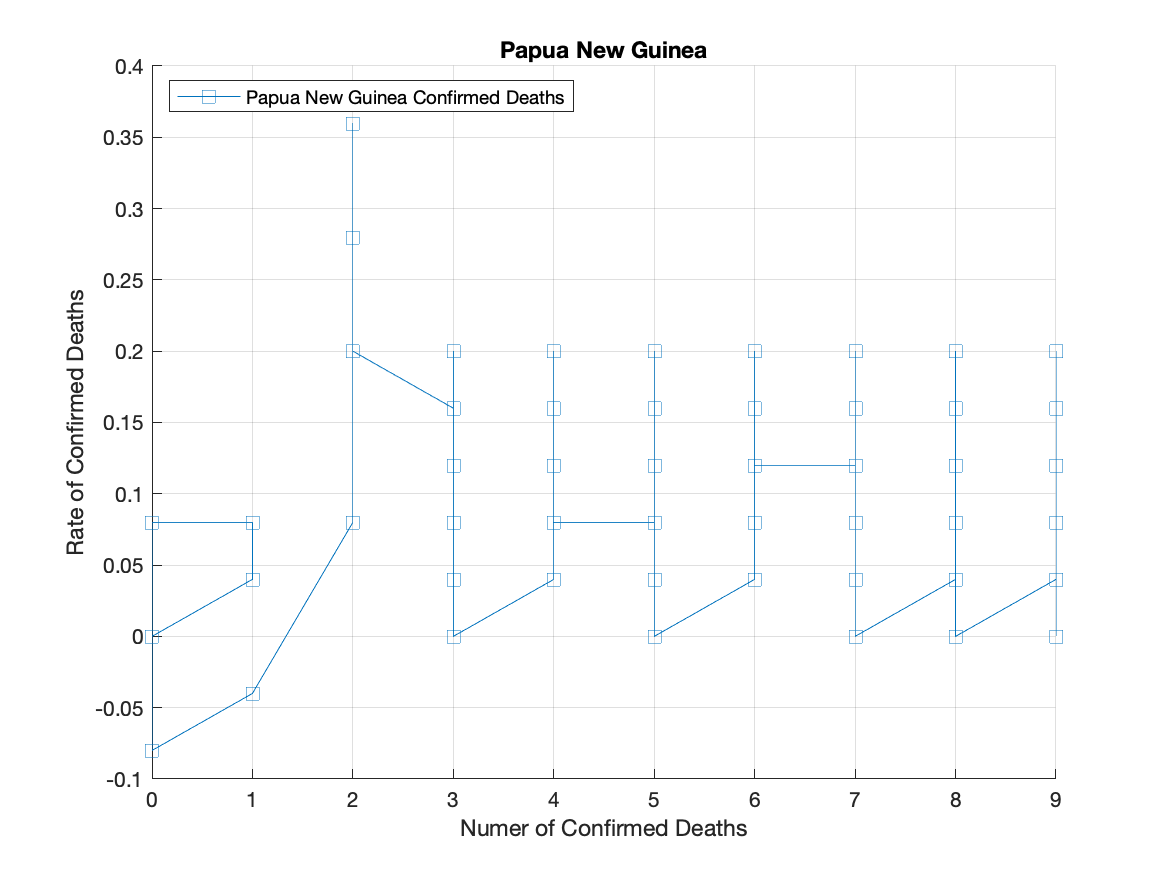 Papua New Guinea
Papua New Guinea Confirmed Deaths
0.4
0.35
0.3
0.25
0.2
0.15
0.1
0.05
0
-0.05
-0.1
Rate of Confirmed Deaths
0 1 2 3 4 5 6 7 8 9
Numer of Confirmed Deaths